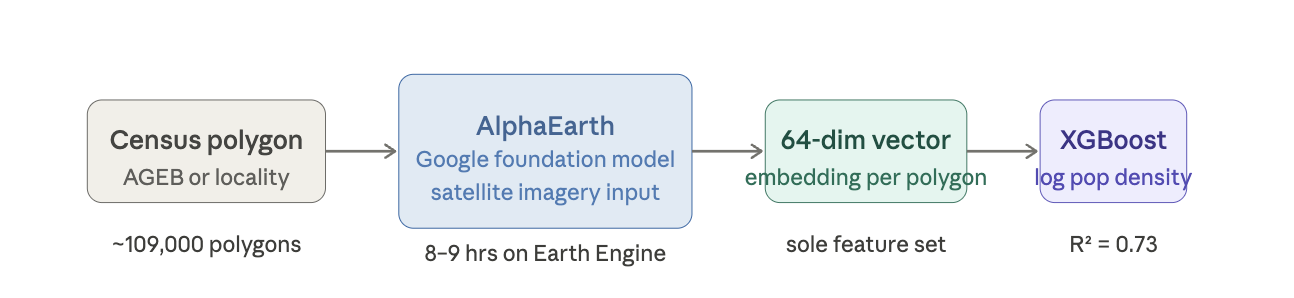 Census polygon
AGEB or locality
~109,000 polygons
AlphaEarth
Google foundation model
satellite imagery input
8–9 hrs on Earth Engine
64-dim vector
embedding per polygon
sole feature set
XGBoost
log pop density
R² = 0.73